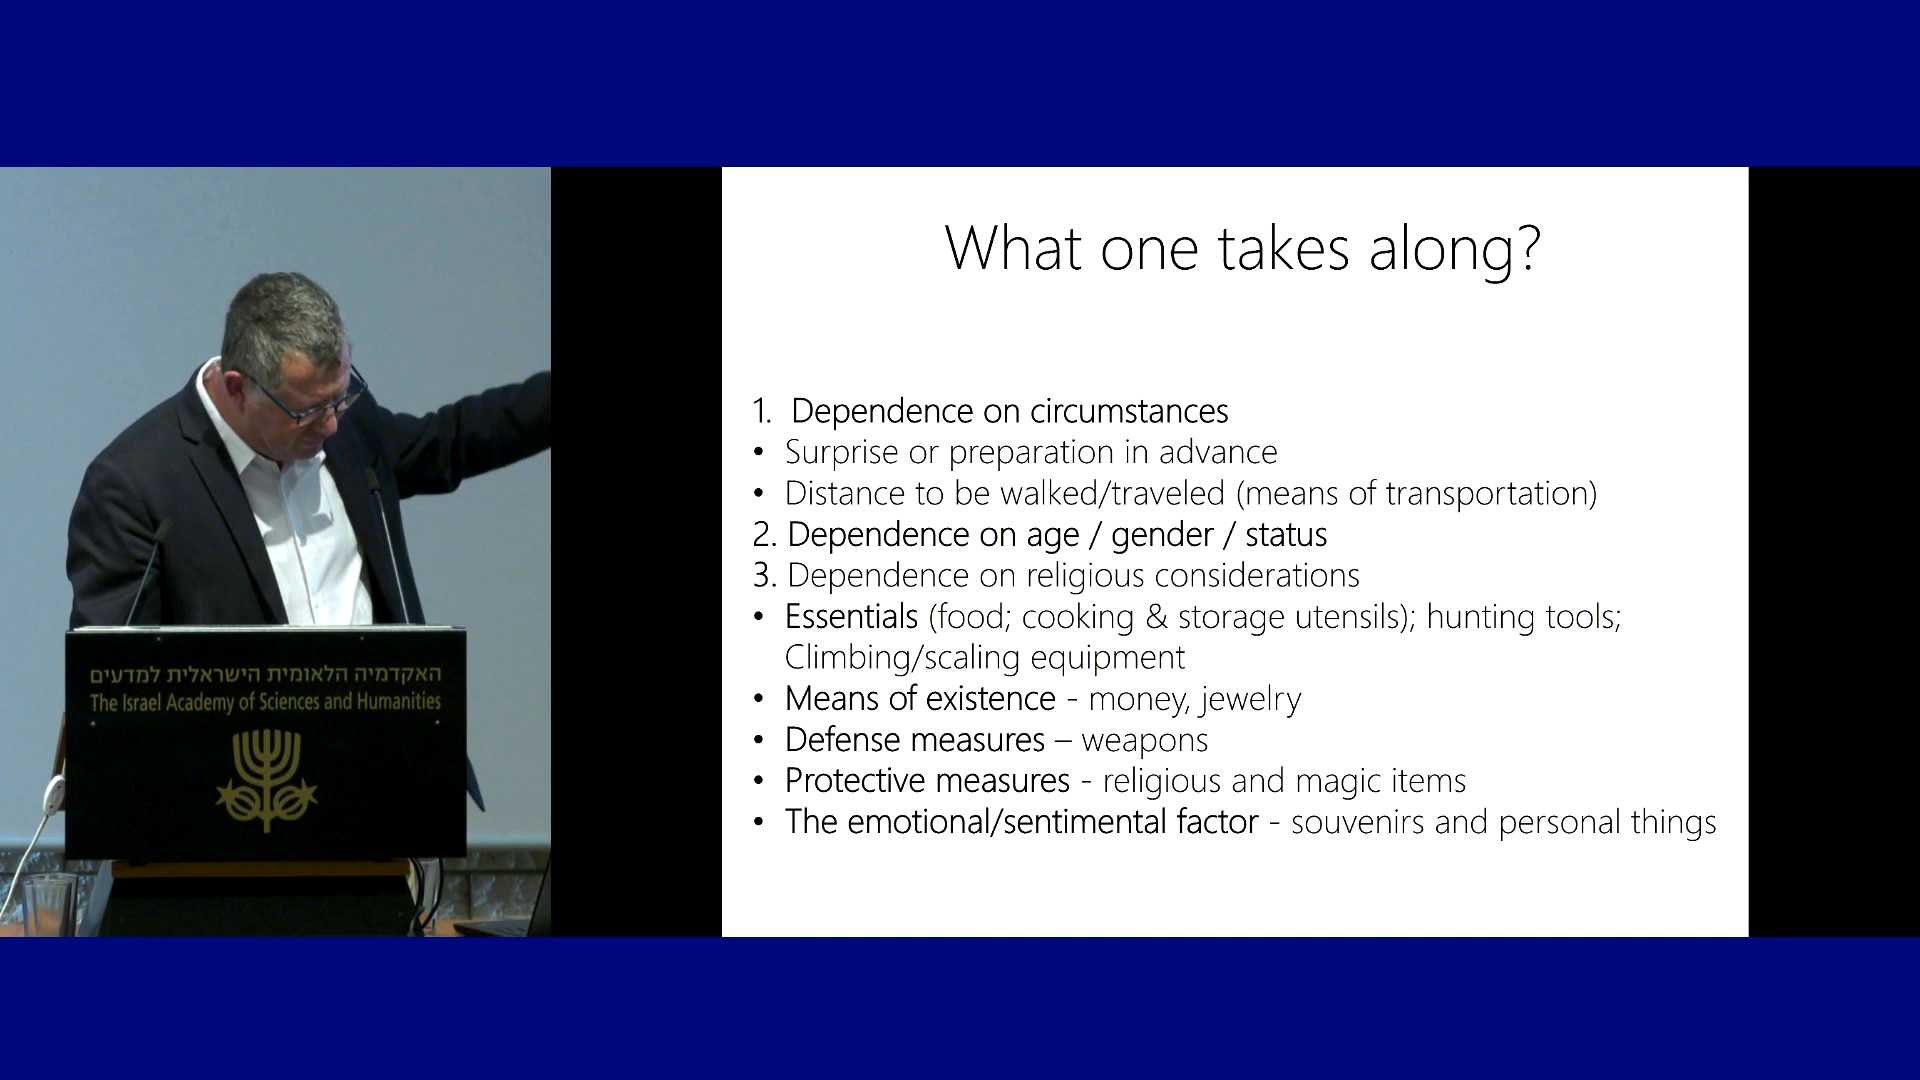 האקדמיה הלאומית הישראלית למדעים
The Israel Academy of Sciences and Humanities
What one takes along?
1. Dependence on circumstances
• Surprise or preparation in advance
• Distance to be walked/traveled (means of transportation)
2. Dependence on age / gender / status
3. Dependence on religious considerations
• Essentials (food; cooking & storage utensils); hunting tools;
Climbing/scaling equipment
• Means of existence - money, jewelry
• Defense measures – weapons
• Protective measures - religious and magic items
• The emotional/sentimental factor - souvenirs and personal things